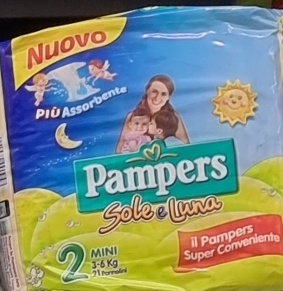 Nuovo
PIÙ Assorbente
Pampers
Sole e Luna
il Pampers
Super Conveniente
2 MINI
3-6 Kg
21 Pannolini